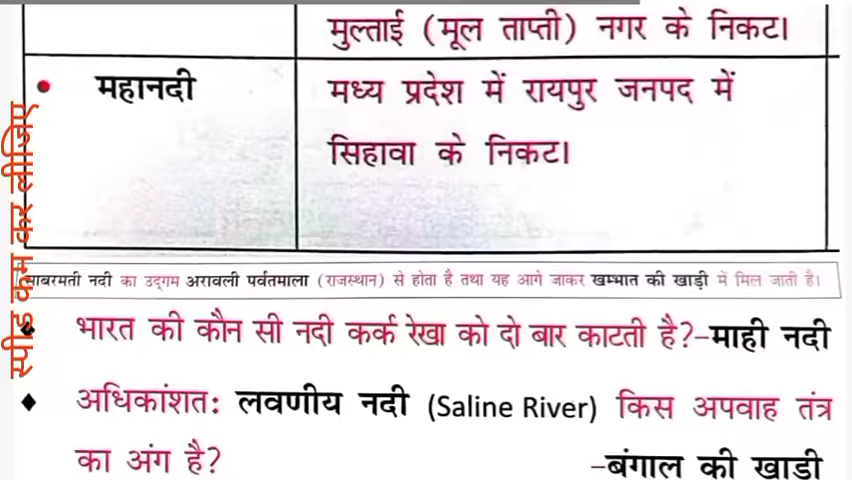 मुल्ताई (मूल ताप्ती) नगर के निकट।
महानदी
मध्य प्रदेश में रायपुर जनपद में
सिहावा के निकट।
साबरमती नदी का उद्गम अरावली पर्वतमाला (राजस्थान) से होता है तथा यह आगे जाकर खम्भात की खाड़ी में मिल जाती है।
भारत की कौन सी नदी कर्क रेखा को दो बार काटती है?–माही नदी
अधिकांशतः लवणीय नदी (Saline River) किस अपवाह तंत्र
का अंग है? –बंगाल की खाडी
स्पीड कम कर लीजिए